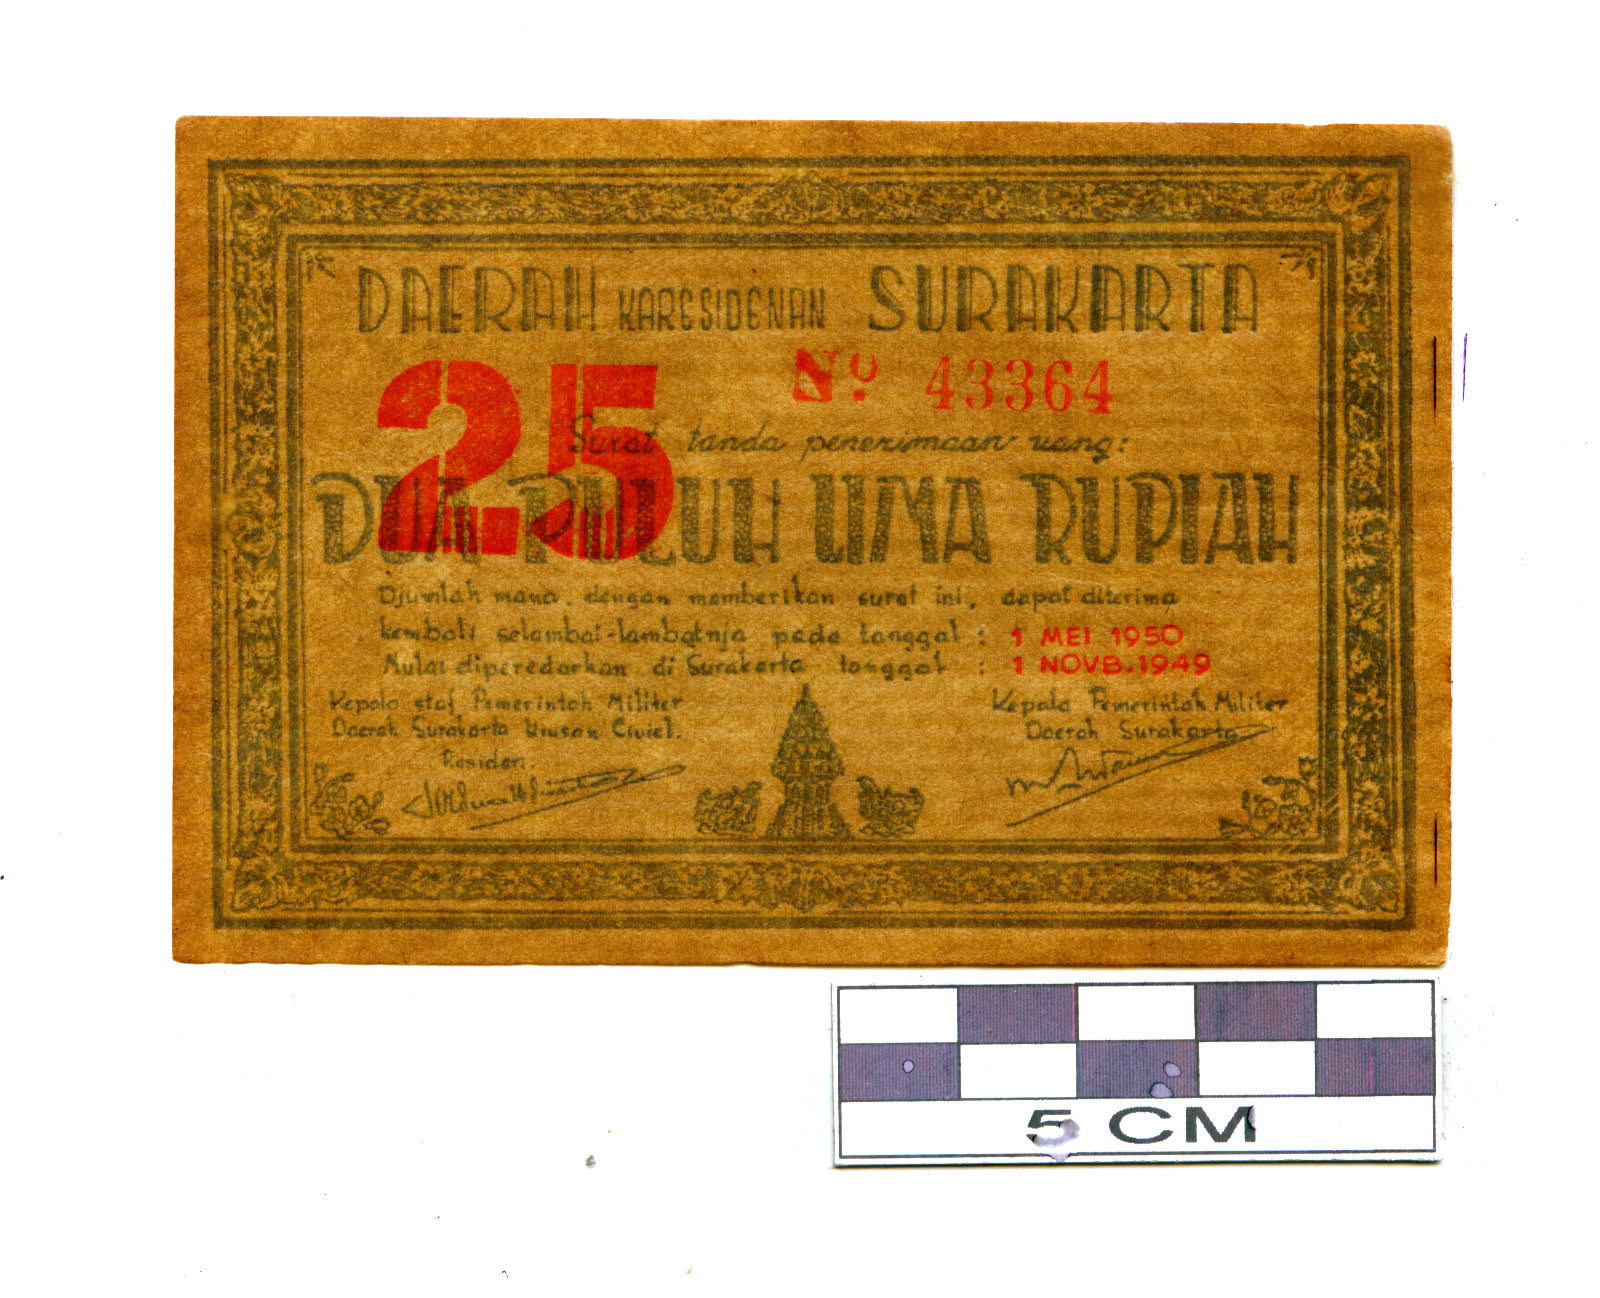 DAERAH KARESIDENAN SURAKARTA
25
No. 43364
Surat tanda penerimaan uang:
DUA PULUH LIMA RUPIAH
Djumlah mana, dengan memberikan surat ini, dapat diterima
kembali selambat-lambatnja pada tanggal : 1 MEI 1950
Mulai diperedarkan di Surakarta tanggal : 1 NOVB. 1949
Kepala staf Pemerintah Militer
Daerah Surakarta Urusan Civiel.
Residen.
Kepala Pemerintah Militer
Daerah Surakarta
5 CM